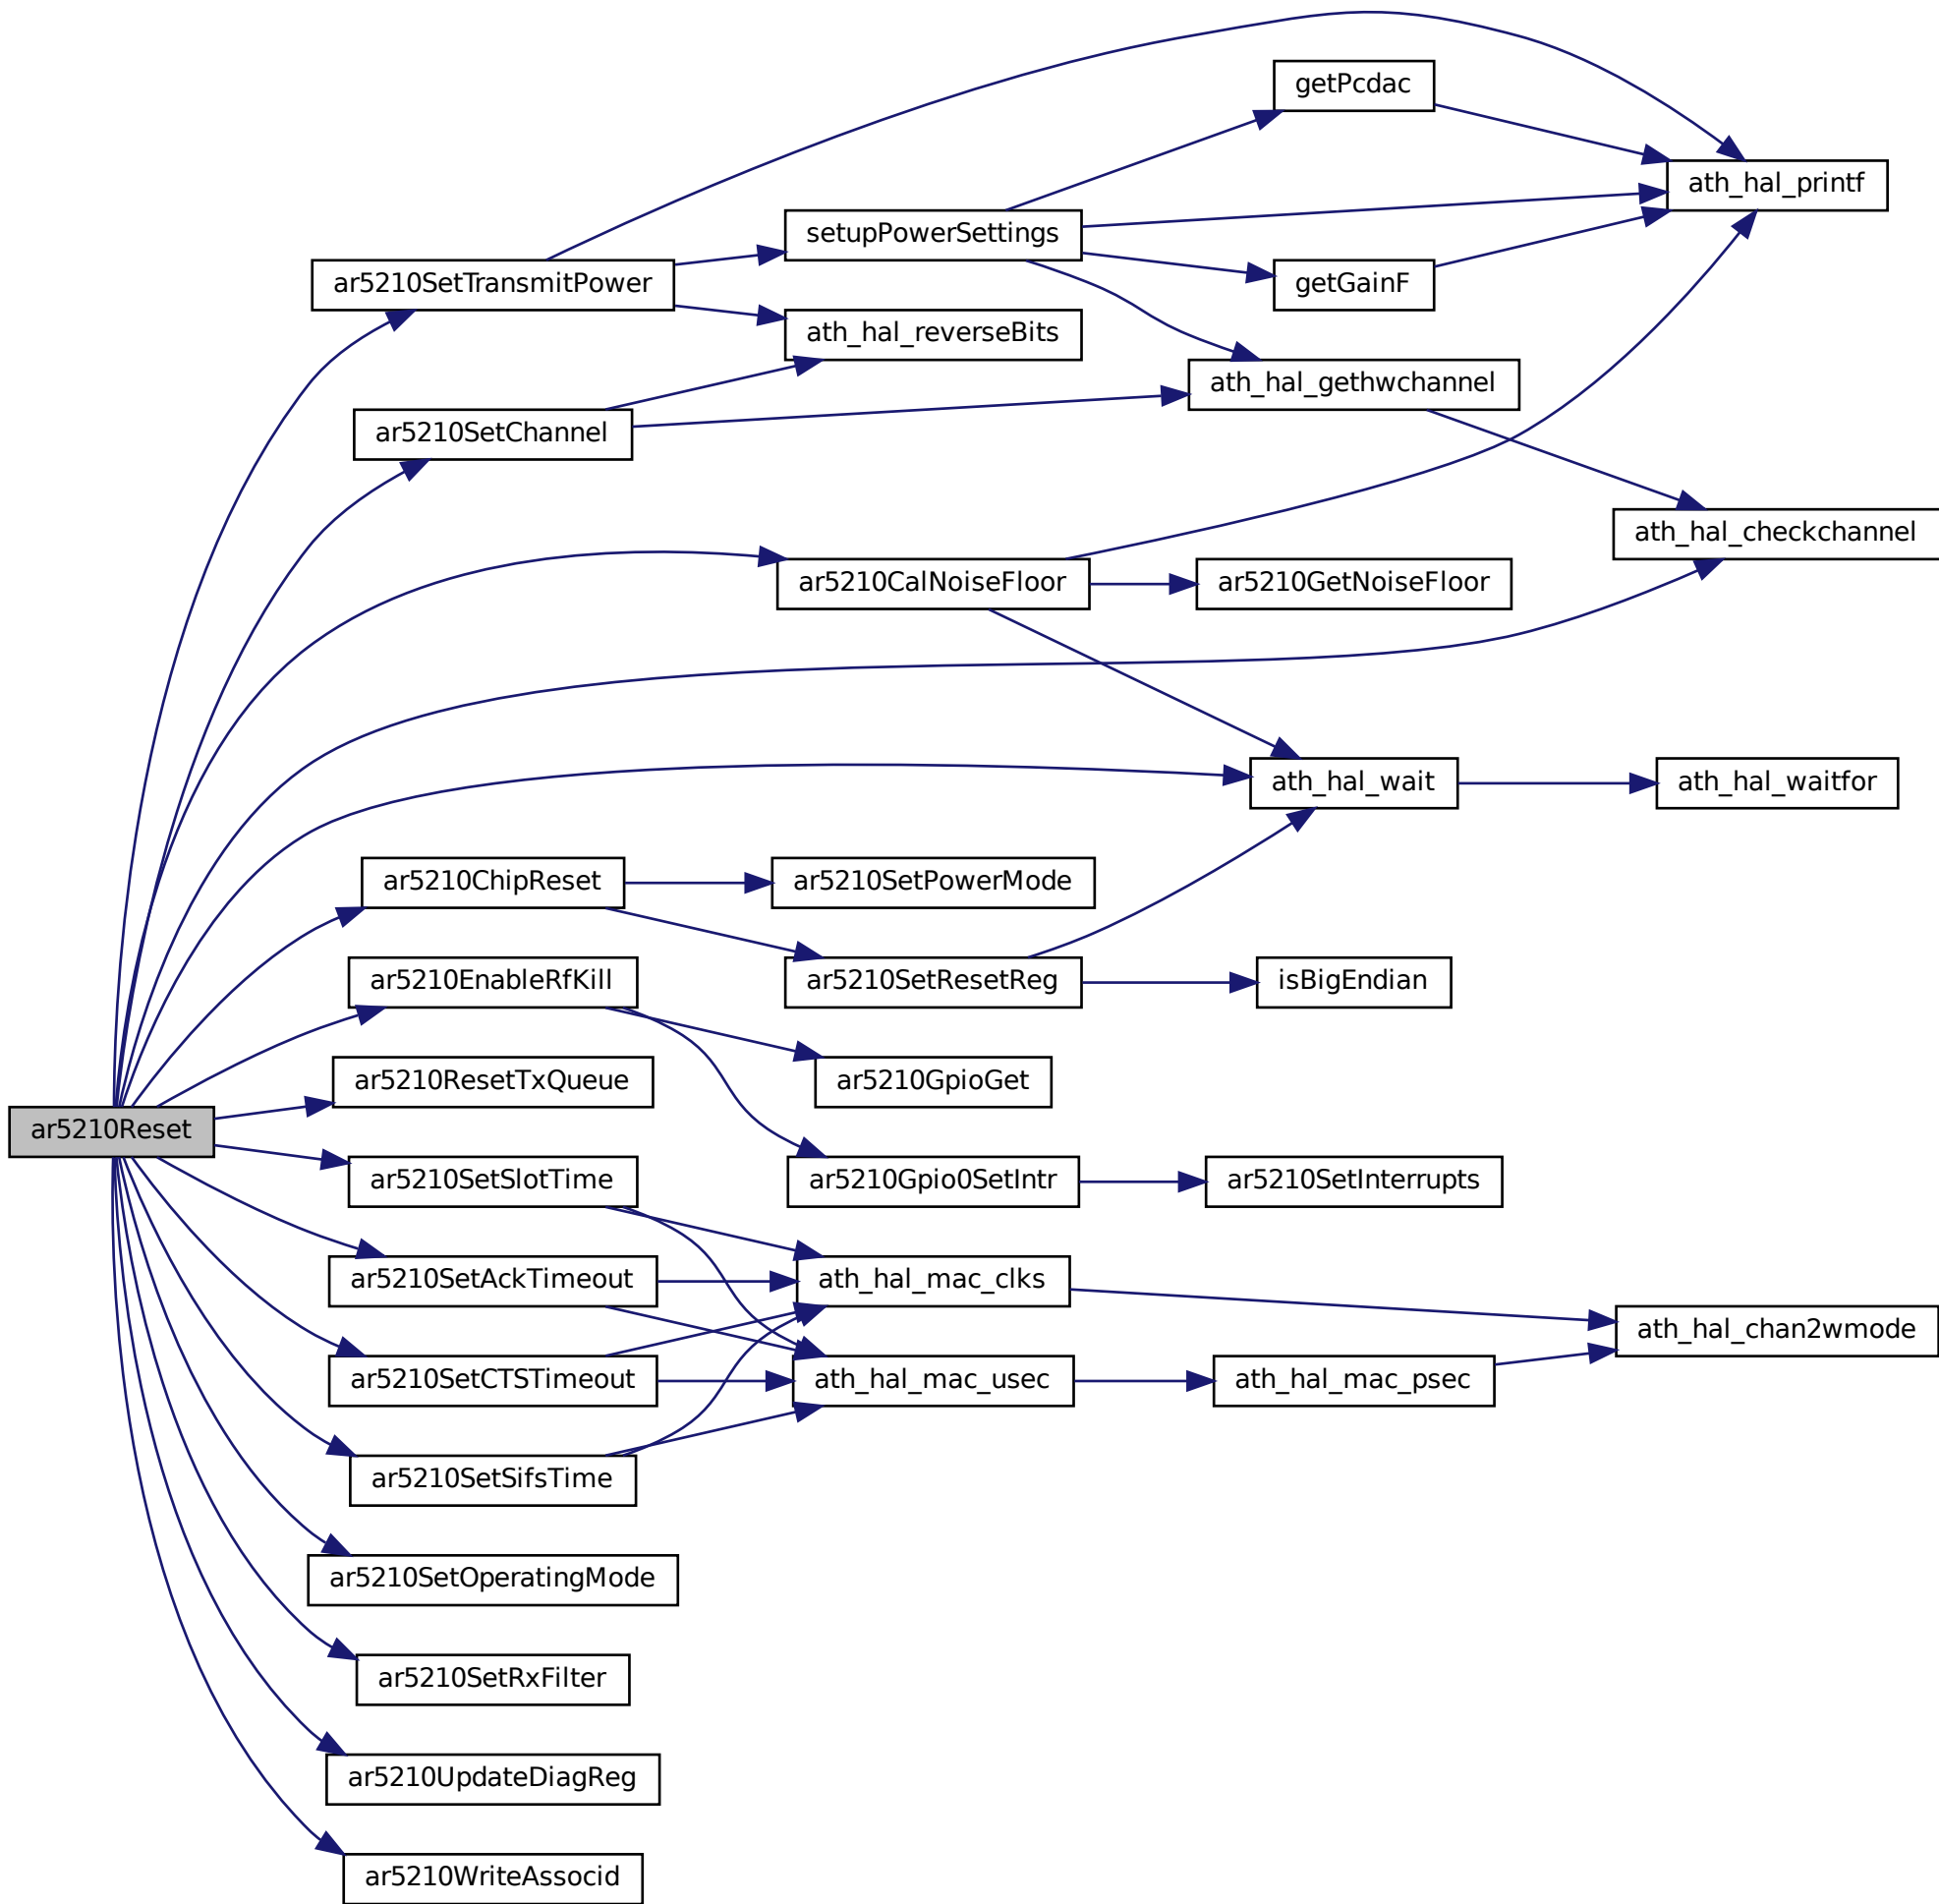 getPcdac
ath_hal_printf
setupPowerSettings
ar5210SetTransmitPower
getGainF
ath_hal_reverseBits
ath_hal_gethwchannel
ar5210SetChannel
ath_hal_checkchannel
ar5210CalNoiseFloor
ar5210GetNoiseFloor
ath_hal_wait
ath_hal_waitfor
ar5210ChipReset
ar5210SetPowerMode
ar5210EnableRfKill
ar5210SetResetReg
isBigEndian
ar5210ResetTxQueue
ar5210GpioGet
ar5210Reset
ar5210SetSlotTime
ar5210Gpio0SetIntr
ar5210SetInterrupts
ar5210SetAckTimeout
ath_hal_mac_clks
ath_hal_chan2wmode
ar5210SetCTSTimeout
ath_hal_mac_usec
ath_hal_mac_psec
ar5210SetSifsTime
ar5210SetOperatingMode
ar5210SetRxFilter
ar5210UpdateDiagReg
ar5210WriteAssocid